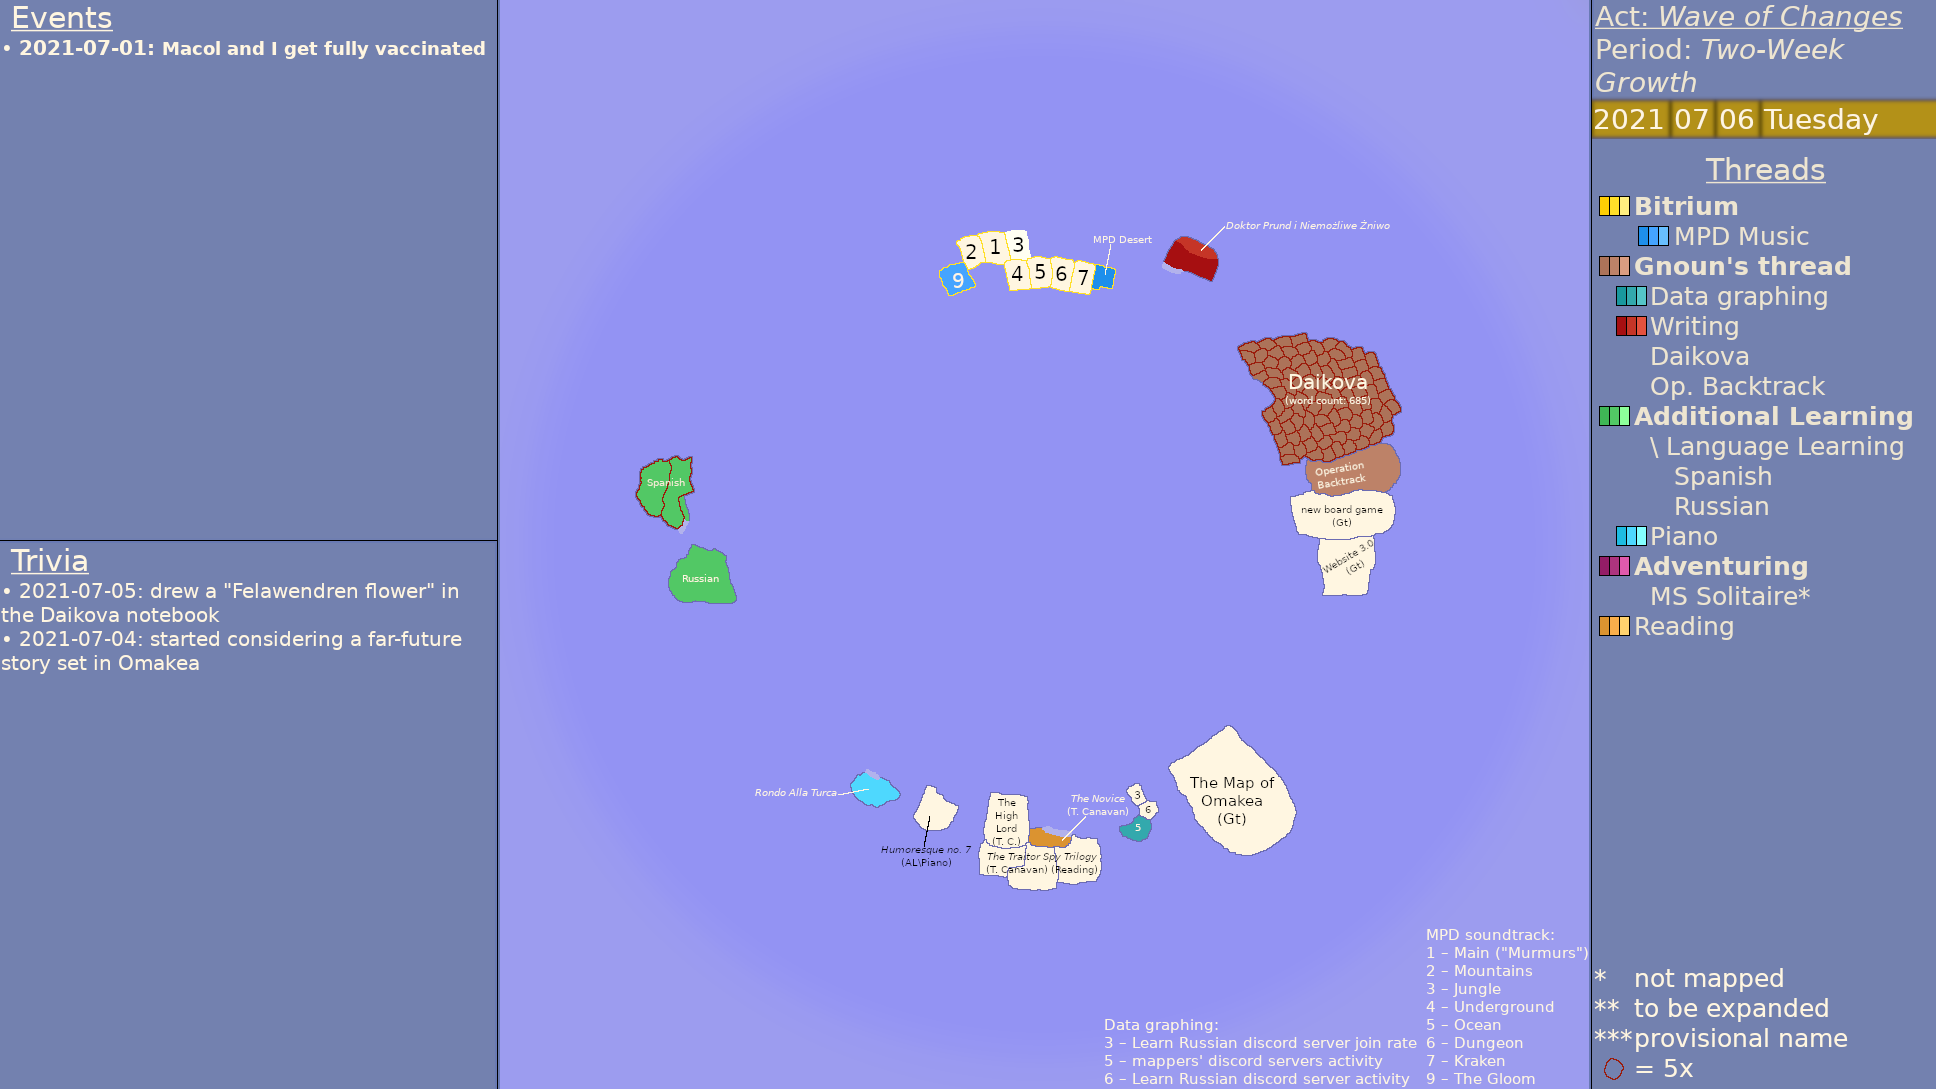 Events
• 2021-07-01: Macol and I get fully vaccinated
Trivia
• 2021-07-05: drew a "Felawendren flower" in
the Daikova notebook
• 2021-07-04: started considering a far-future
story set in Omakea
2 1 3
9
4 5 6 7
MPD Desert
Doktor Prund i Niemożliwe Żniwo
Daikova
(word count: 685)
Operation
Backtrack
new board game
(Gt)
Website 3.0
(Gt)
Spanish
Russian
Rondo Alla Turca
Humoresque no. 7
(AL\Piano)
The
High
Lord
(T. C.)
The Novice
(T. Canavan)
The Traitor Spy Trilogy
(T. Canavan) (Reading)
3
6
5
The Map of
Omakea
(Gt)
Data graphing:
3 – Learn Russian discord server join rate
5 – mappers' discord servers activity
6 – Learn Russian discord server activity
MPD soundtrack:
1 – Main ("Murmurs")
2 – Mountains
3 – Jungle
4 – Underground
5 – Ocean
6 – Dungeon
7 – Kraken
9 – The Gloom
Act: Wave of Changes
Period: Two-Week
Growth
2021 07 06 Tuesday
Threads
Bitrium
MPD Music
Gnoun's thread
Data graphing
Writing
Daikova
Op. Backtrack
Additional Learning
\ Language Learning
Spanish
Russian
Piano
Adventuring
MS Solitaire*
Reading
* not mapped
** to be expanded
*** provisional name
= 5x